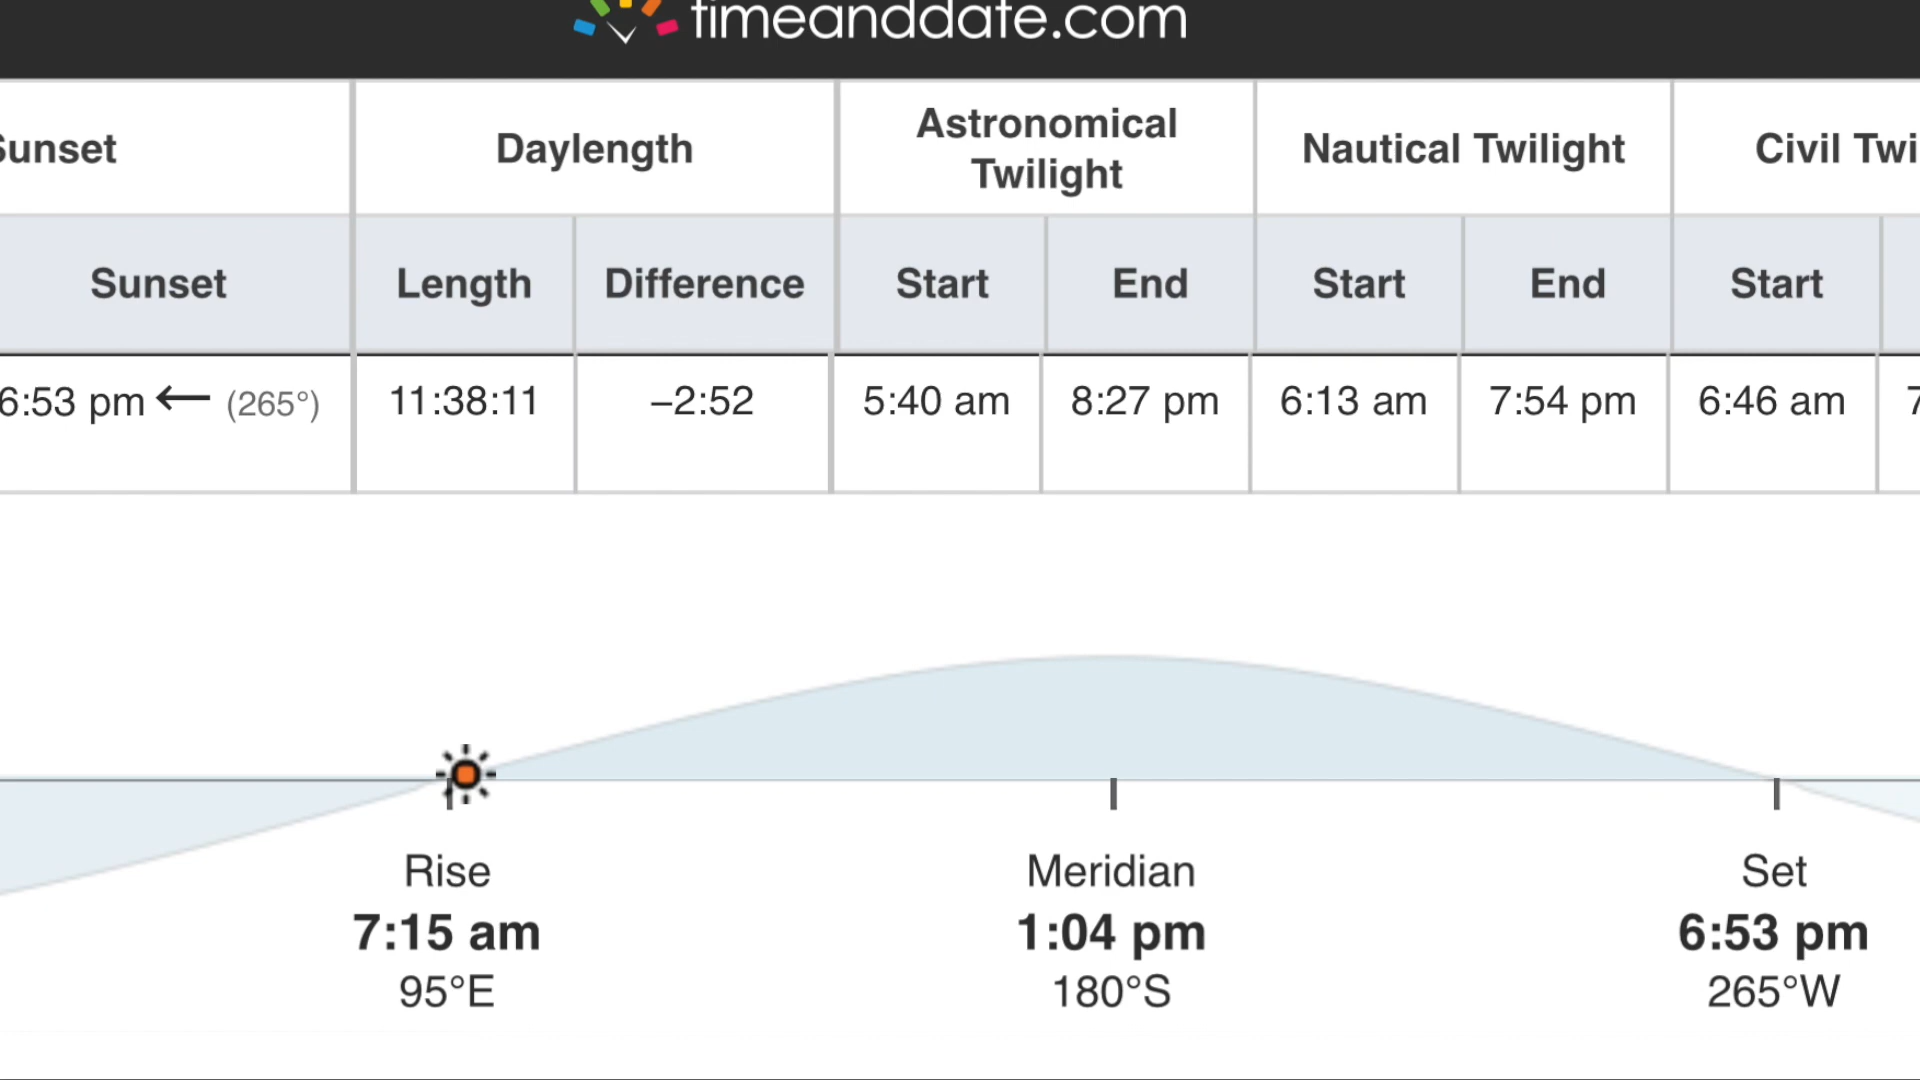 timeanddate.com
Sunset Daylength Astronomical Twilight Nautical Twilight Civil
Sunset Length Difference Start End Start End Start
6:53 pm ← (265°) 11:38:11 –2:52 5:40 am 8:27 pm 6:13 am 7:54 pm 6:46 am
Rise Meridian Set
7:15 am 1:04 pm 6:53 pm
95°E 180°S 265°W